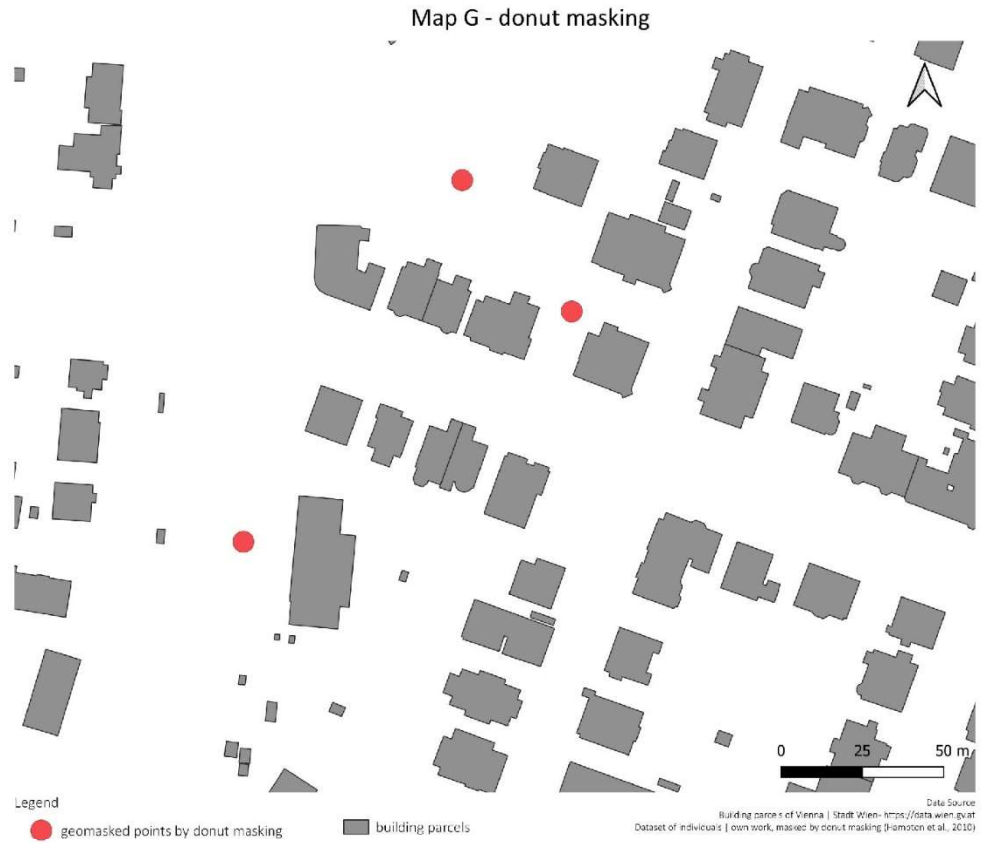 Map G - donut masking
0 25 50 m
Legend
geomasked points by donut masking
building parcels
Data Source
Building parcels of Vienna | Stadt Wien- https://data.wien.gv.at
Dataset of individuals | own work, masked by donut masking (Hampton et al., 2010)